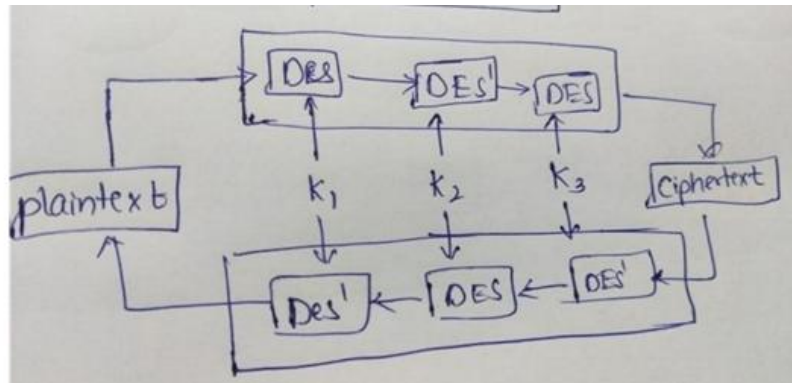 DES
DES'
DES
K₁
K₂
K₃
plaintext
Ciphertext
Des'
DES
DES'